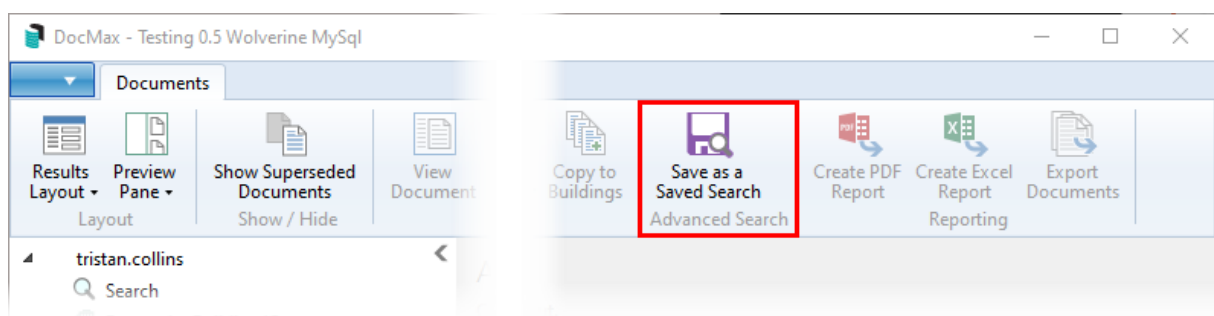 DocMax - Testing 0.5 Wolverine MySql
Documents
Results Layout
Preview Pane
Show Superseded Documents
View Document
Copy to Buildings
Save as a Saved Search
Create PDF Report
Create Excel Report
Export Documents
Layout
Show / Hide
Advanced Search
Reporting
tristan.collins
Search